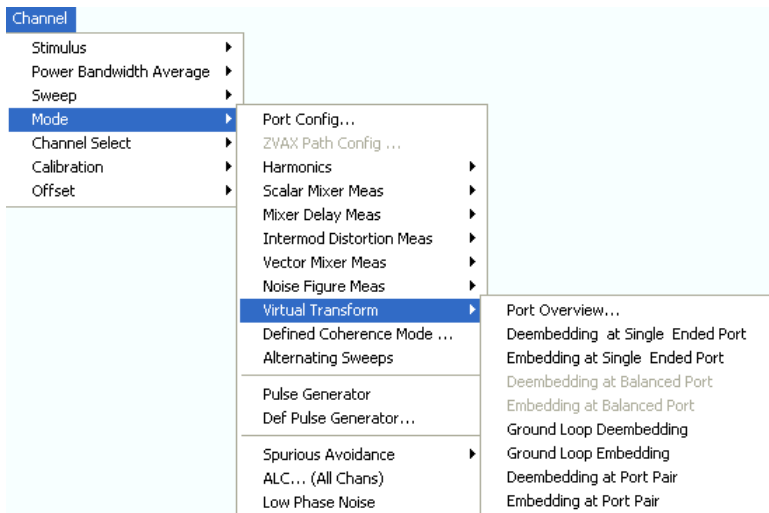 Channel
Stimulus
Power Bandwidth Average
Sweep
Mode
Channel Select
Calibration
Offset
Port Config...
ZVAX Path Config ...
Harmonics
Scalar Mixer Meas
Mixer Delay Meas
Intermod Distortion Meas
Vector Mixer Meas
Noise Figure Meas
Virtual Transform
Defined Coherence Mode ...
Alternating Sweeps
Pulse Generator
Def Pulse Generator...
Spurious Avoidance
ALC... (All Chans)
Low Phase Noise
Port Overview...
Deembedding at Single Ended Port
Embedding at Single Ended Port
Deembedding at Balanced Port
Embedding at Balanced Port
Ground Loop Deembedding
Ground Loop Embedding
Deembedding at Port Pair
Embedding at Port Pair